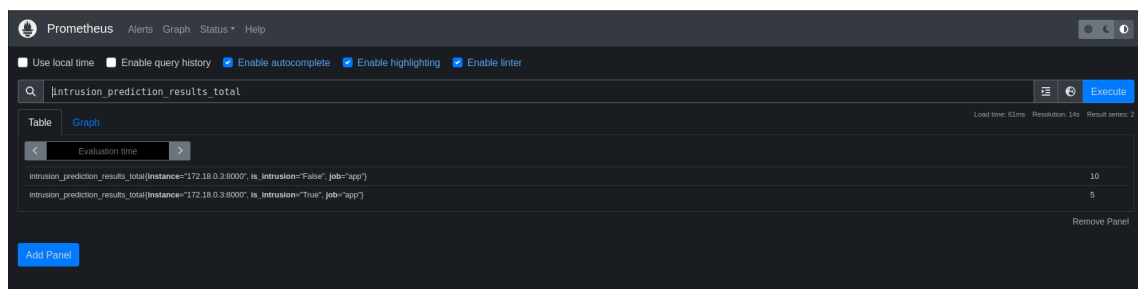 Prometheus Alerts Graph Status Help
Use local time Enable query history Enable autocomplete Enable highlighting Enable linter
intrusion_prediction_results_total Execute
Table Graph Load time: 61ms Resolution: 14s Result series: 2
Evaluation time
intrusion_prediction_results_total{instance="172.18.0.3:8000", is_intrusion="False", job="app"} 10
intrusion_prediction_results_total{instance="172.18.0.3:8000", is_intrusion="True", job="app"} 5
Remove Panel
Add Panel